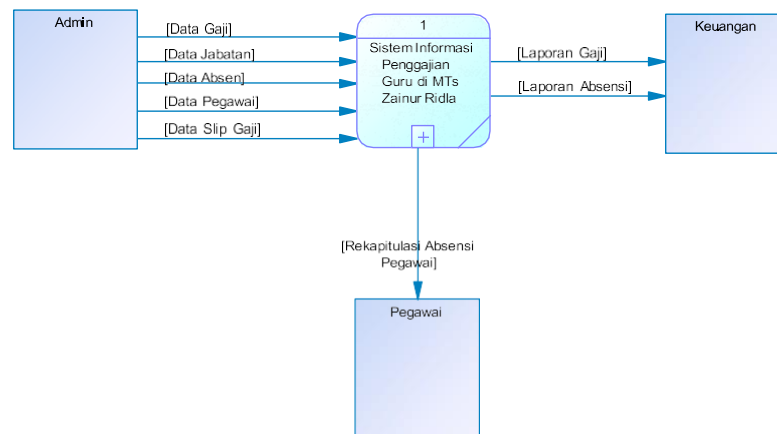 Admin
[Data Gaji]
[Data Jabatan]
[Data Absen]
[Data Pegawai]
[Data Slip Gaji]
1
Sistem Informasi
Penggajian
Guru di MTs
Zainur Ridla
[Laporan Gaji]
[Laporan Absensi]
Keuangan
[Rekapitulasi Absensi
Pegawai]
Pegawai